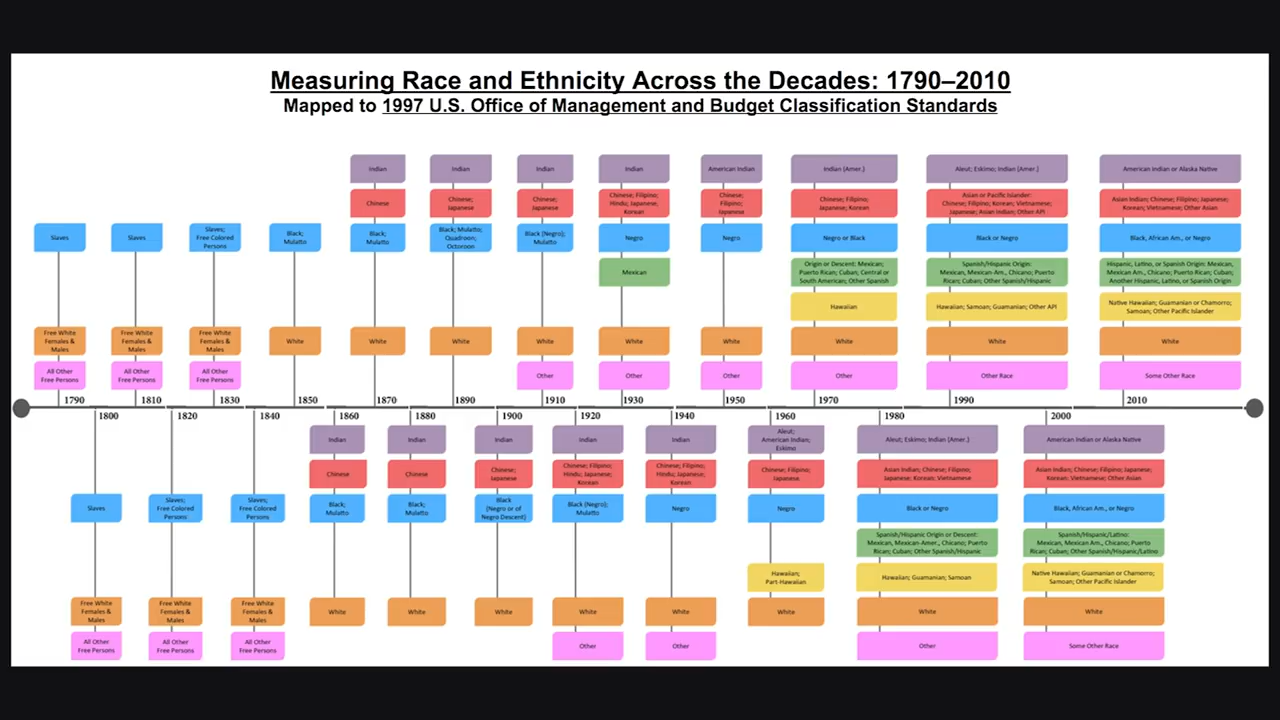 Measuring Race and Ethnicity Across the Decades: 1790–2010
Mapped to 1997 U.S. Office of Management and Budget Classification Standards
Indian
Indian
Indian
Indian
American Indian
Indian (Amer.)
Aleut; Eskimo; Indian (Amer.)
American Indian or Alaska Native
Chinese
Chinese;
Japanese
Chinese;
Japanese
Chinese; Filipino;
Hindu; Japanese;
Korean
Chinese;
Filipino;
Japanese
Chinese; Filipino;
Japanese; Korean
Asian or Pacific Islander:
Chinese; Filipino; Korean; Vietnamese;
Japanese; Asian Indian; Other API
Asian Indian; Chinese; Filipino; Japanese;
Korean; Vietnamese; Other Asian
Slaves
Slaves
Slaves;
Free Colored
Persons
Black;
Mulatto
Black;
Mulatto
Black; Mulatto;
Quadroon;
Octoroon
Black (Negro);
Mulatto
Negro
Negro
Negro or Black
Black or Negro
Black, African Am., or Negro
Mexican
Origin or Descent; Mexican;
Puerto Rican; Cuban; Central or
South American; Other Spanish
Spanish/Hispanic Origin:
Mexican, Mexican-Am., Chicano; Puerto
Rican; Cuban; Other Spanish/Hispanic
Hispanic, Latino, or Spanish Origin: Mexican,
Mexican Am., Chicano; Puerto Rican; Cuban;
Another Hispanic, Latino, or Spanish Origin
Hawaiian
Hawaiian; Samoan; Guamanian; Other API
Native Hawaiian; Guamanian or Chamorro;
Samoan; Other Pacific Islander
Free White
Females &
Males
Free White
Females &
Males
Free White
Females &
Males
White
White
White
White
White
White
White
White
White
All Other
Free Persons
All Other
Free Persons
All Other
Free Persons
Other
Other
Other
Other
Other Race
Some Other Race
1790
1810
1830
1850
1870
1890
1910
1930
1950
1970
1990
2010
1800
1820
1840
1860
1880
1900
1920
1940
1960
1980
2000
Indian
Indian
Indian
Indian
Indian
Aleut;
American Indian;
Eskimo
Aleut; Eskimo; Indian (Amer.)
American Indian or Alaska Native
Chinese
Chinese
Chinese;
Japanese
Chinese; Filipino;
Hindu; Japanese;
Korean
Chinese; Filipino;
Hindu; Japanese;
Korean
Chinese; Filipino;
Japanese
Asian Indian; Chinese; Filipino;
Japanese; Korean; Vietnamese
Asian Indian; Chinese; Filipino; Japanese;
Korean; Vietnamese; Other Asian
Slaves
Slaves;
Free Colored
Persons
Slaves;
Free Colored
Persons
Black;
Mulatto
Black;
Mulatto
Black
(Negro or of
Negro Descent)
Black (Negro);
Mulatto
Negro
Negro
Black or Negro
Black, African Am., or Negro
Spanish/Hispanic Origin or Descent:
Mexican, Mexican-Amer., Chicano; Puerto
Rican; Cuban; Other Spanish/Hispanic
Spanish/Hispanic/Latino:
Mexican, Mexican Am., Chicano; Puerto
Rican; Cuban; Other Spanish/Hispanic/Latino
Hawaiian;
Part-Hawaiian
Hawaiian; Guamanian; Samoan
Native Hawaiian; Guamanian or Chamorro;
Samoan; Other Pacific Islander
Free White
Females &
Males
Free White
Females &
Males
Free White
Females &
Males
White
White
White
White
White
White
White
White
All Other
Free Persons
All Other
Free Persons
All Other
Free Persons
Other
Other
Other
Some Other Race